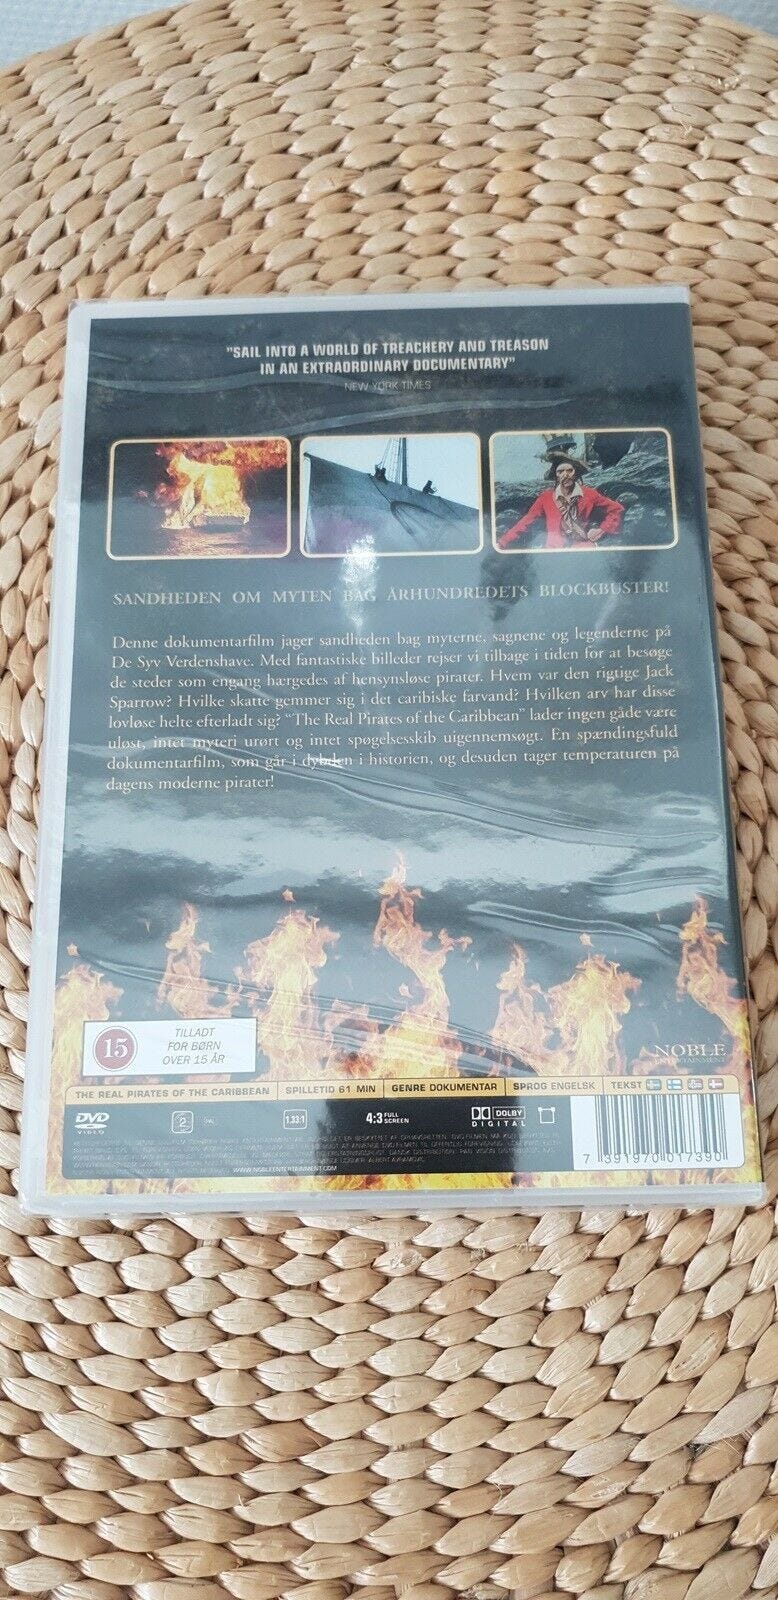 "SAIL INTO A WORLD OF TREACHERY AND TREASON
IN AN EXTRAORDINARY DOCUMENTARY"
NEW YORK TIMES
SANDHEDEN OM MYTEN BAG ÅRHUNDREDETS BLOCKBUSTER!
Denne dokumentarfilm jager sandheden bag myterne, sagnene og legenderne på
De Syv Verdenshave. Med fantastiske billeder rejser vi tilbage i tiden for at besøge
de steder som engang hærgedes af hensynsløse pirater. Hvem var den rigtige Jack
Sparrow? Hvilke skatte gemmer sig i det caribiske farvand? Hvilken arv har disse
lovløse helte efterladt sig? "The Real Pirates of the Caribbean" lader ingen gåde være
uløst, intet myteri urørt og intet spøgelsesskib uigennemsøgt. En spændingsfuld
dokumentarfilm, som går i dybden i historien, og desuden tager temperaturen på
dagens moderne pirater!
15
TILLADT
FOR BØRN
OVER 15 ÅR
NOBLE
ENTERTAINMENT
THE REAL PIRATES OF THE CARIBBEAN SPILLETID 61 MIN GENRE DOKUMENTAR SPROG ENGELSK TEKST
DVD
VIDEO
2
PAL
1.33:1
4:3 FULL
SCREEN
DOLBY
DIGITAL
WWW.NOBLEENTERTAINMENT.COM
7 391970 017390